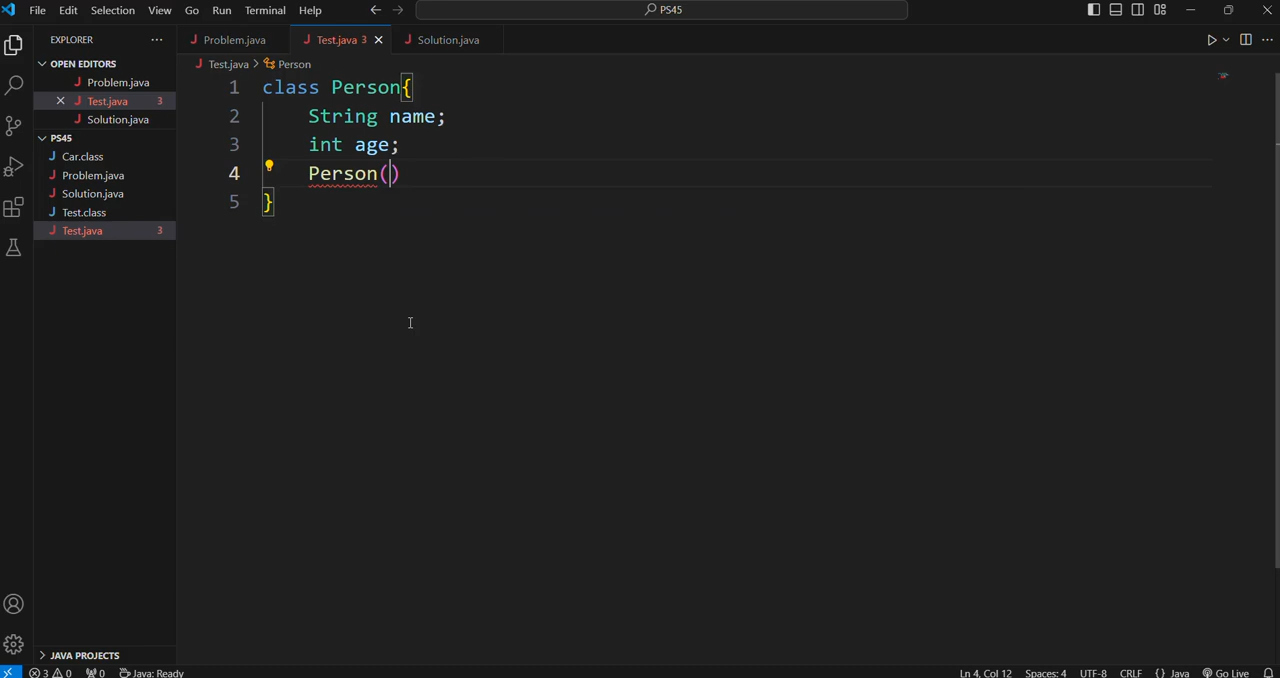 File Edit Selection View Go Run Terminal Help PS45
EXPLORER
Problem.java Test.java 3 Solution.java
OPEN EDITORS
Problem.java
Test.java 3
Solution.java
PS45
Car.class
Problem.java
Solution.java
Test.class
Test.java 3
Test.java > Person
1 class Person{
2 String name;
3 int age;
4 Person()
5 }
JAVA PROJECTS
3 0 0 Java: Ready Ln 4, Col 12 Spaces: 4 UTF-8 CRLF {} Java Go Live